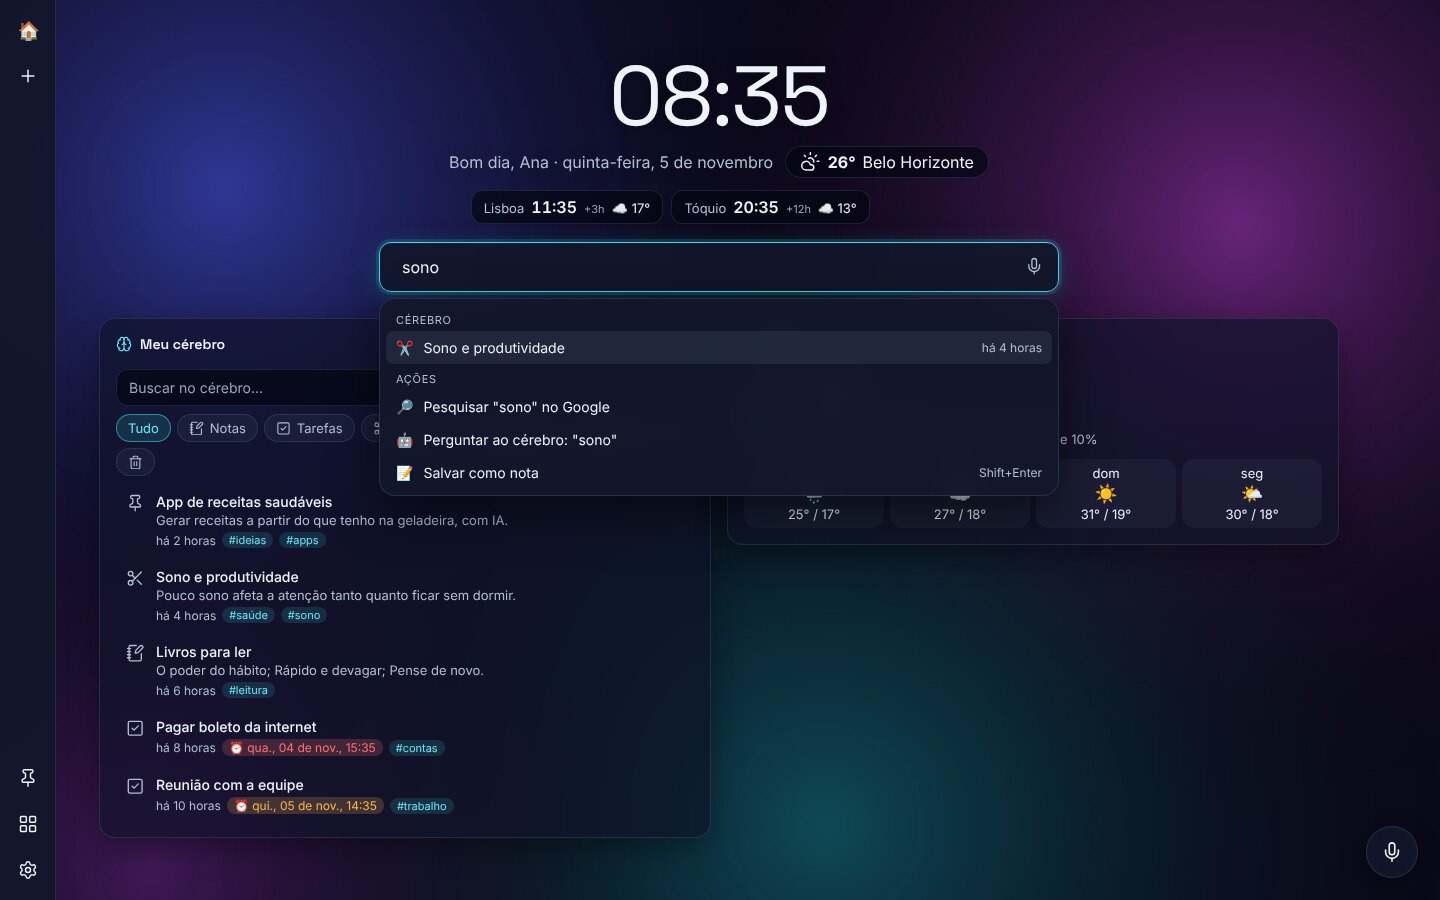 08:35
Bom dia, Ana · quinta-feira, 5 de novembro 26° Belo Horizonte
Lisboa 11:35 +3h 17° Tóquio 20:35 +12h 13°
sono
CÉREBRO
Sono e produtividade há 4 horas
AÇÕES
Pesquisar "sono" no Google
Perguntar ao cérebro: "sono"
Salvar como nota Shift+Enter
Meu cérebro
Buscar no cérebro...
Tudo Notas Tarefas
App de receitas saudáveis
Gerar receitas a partir do que tenho na geladeira, com IA.
há 2 horas #ideias #apps
Sono e produtividade
Pouco sono afeta a atenção tanto quanto ficar sem dormir.
há 4 horas #saúde #sono
Livros para ler
O poder do hábito; Rápido e devagar; Pense de novo.
há 6 horas #leitura
Pagar boleto da internet
há 8 horas qua., 04 de nov., 15:35 #contas
Reunião com a equipe
há 10 horas qui., 05 de nov., 14:35 #trabalho
e 10%
dom seg
25° / 17° 27° / 18° 31° / 19° 30° / 18°